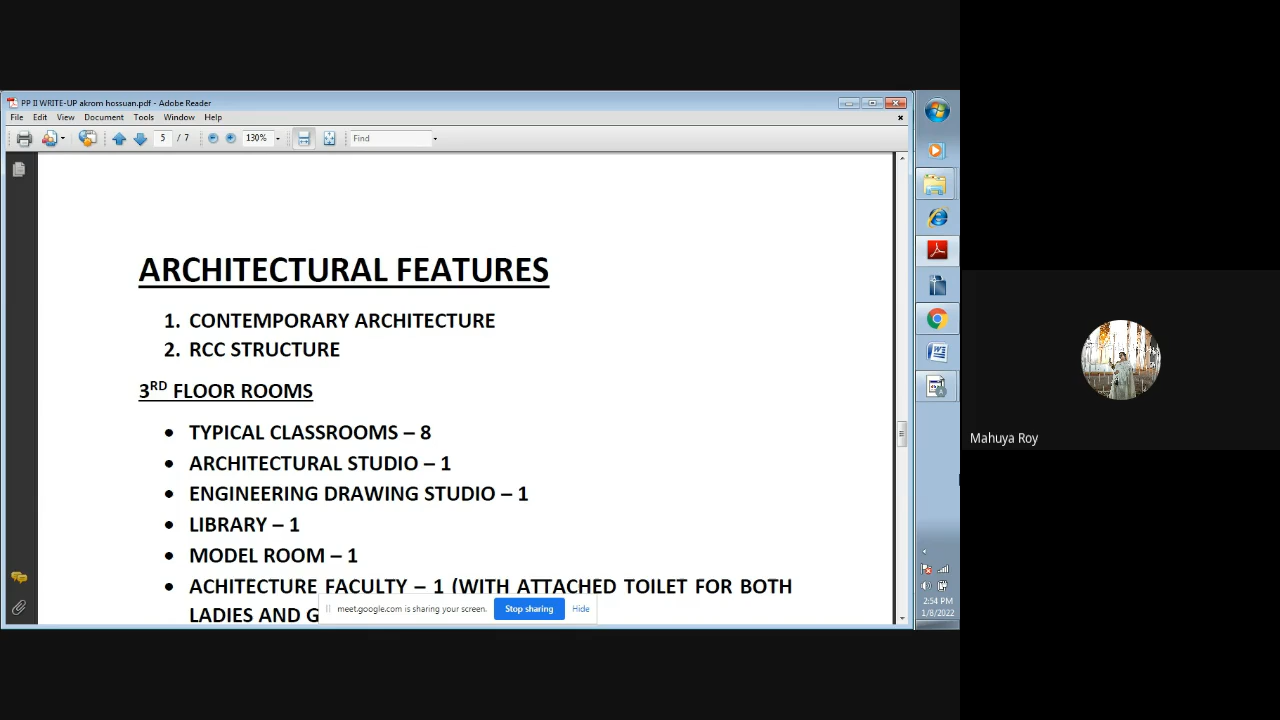 PP II WRITE-UP akrom hossuan.pdf - Adobe Reader
File Edit View Document Tools Window Help
5 / 7 130% Find
ARCHITECTURAL FEATURES
1. CONTEMPORARY ARCHITECTURE
2. RCC STRUCTURE
3RD FLOOR ROOMS
• TYPICAL CLASSROOMS – 8
• ARCHITECTURAL STUDIO – 1
• ENGINEERING DRAWING STUDIO – 1
• LIBRARY – 1
• MODEL ROOM – 1
• ACHITECTURE FACULTY – 1 (WITH ATTACHED TOILET FOR BOTH
LADIES AND G
meet.google.com is sharing your screen. Stop sharing Hide
2:54 PM
1/8/2022
Mahuya Roy